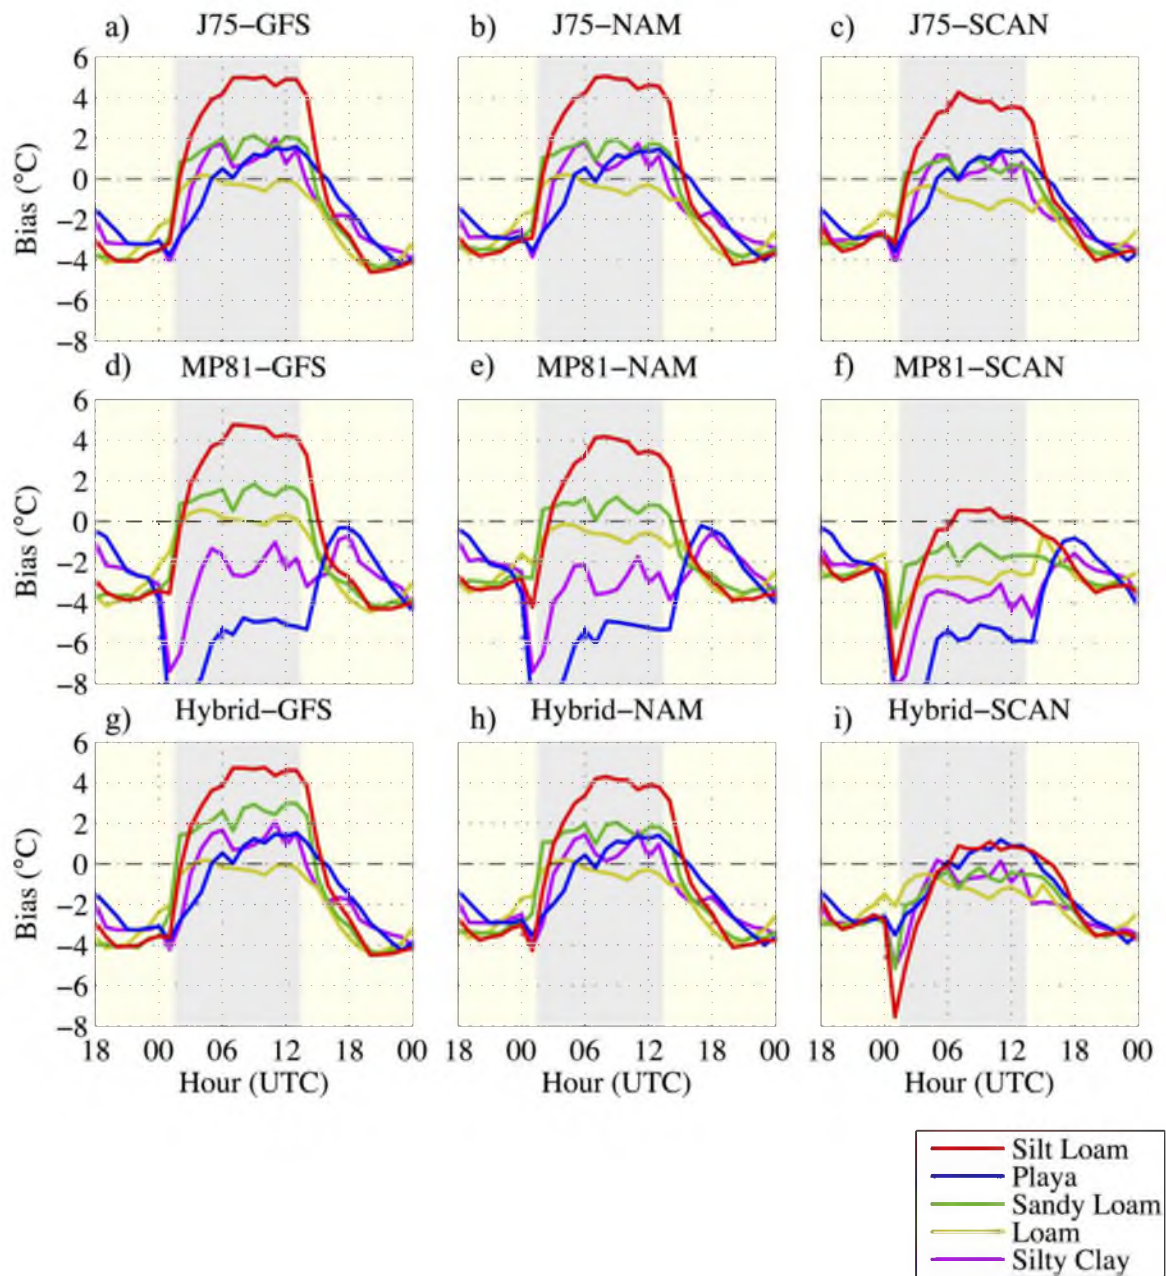 a) J75−GFS b) J75−NAM c) J75−SCAN
6
4
2
0
−2
−4
−6
−8
Bias (°C)
d) MP81−GFS e) MP81−NAM f) MP81−SCAN
6
4
2
0
−2
−4
−6
−8
Bias (°C)
g) Hybrid−GFS h) Hybrid−NAM i) Hybrid−SCAN
6
4
2
0
−2
−4
−6
−8
Bias (°C)
18 00 06 12 18 00 18 00 06 12 18 00 18 00 06 12 18 00
Hour (UTC) Hour (UTC) Hour (UTC)
Silt Loam
Playa
Sandy Loam
Loam
Silty Clay